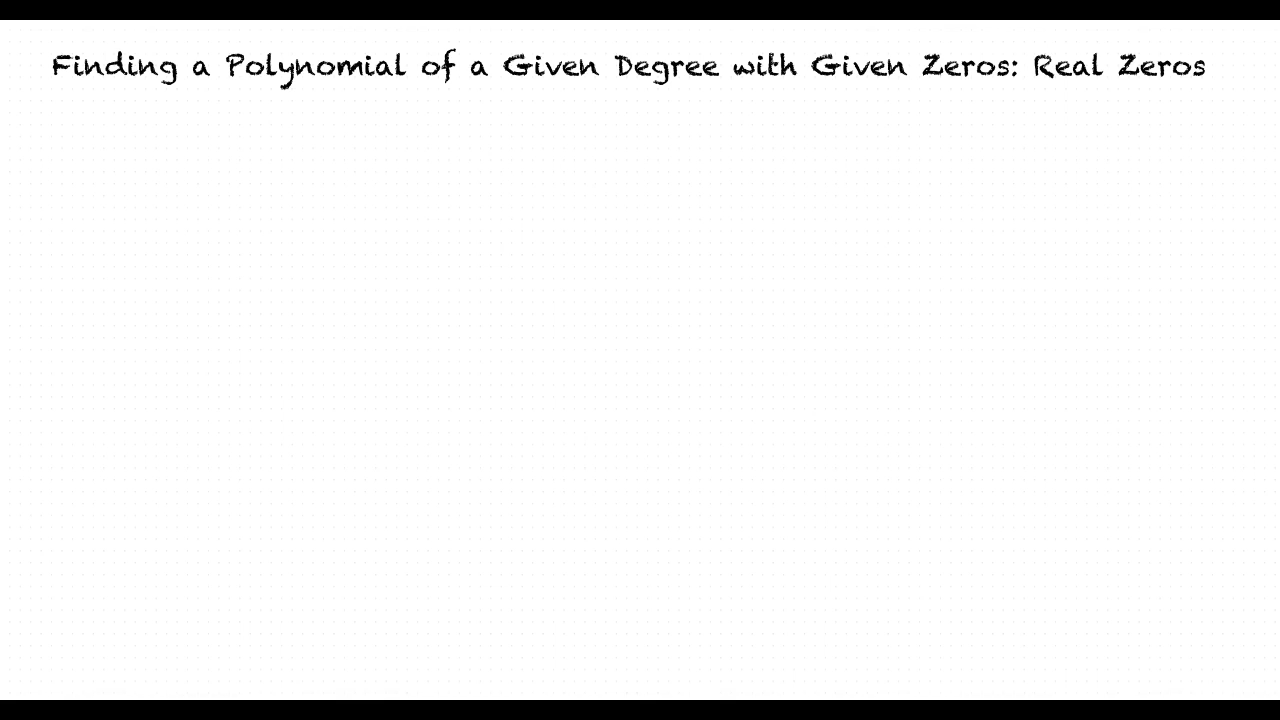 Finding a Polynomial of a Given Degree with Given Zeros: Real Zeros